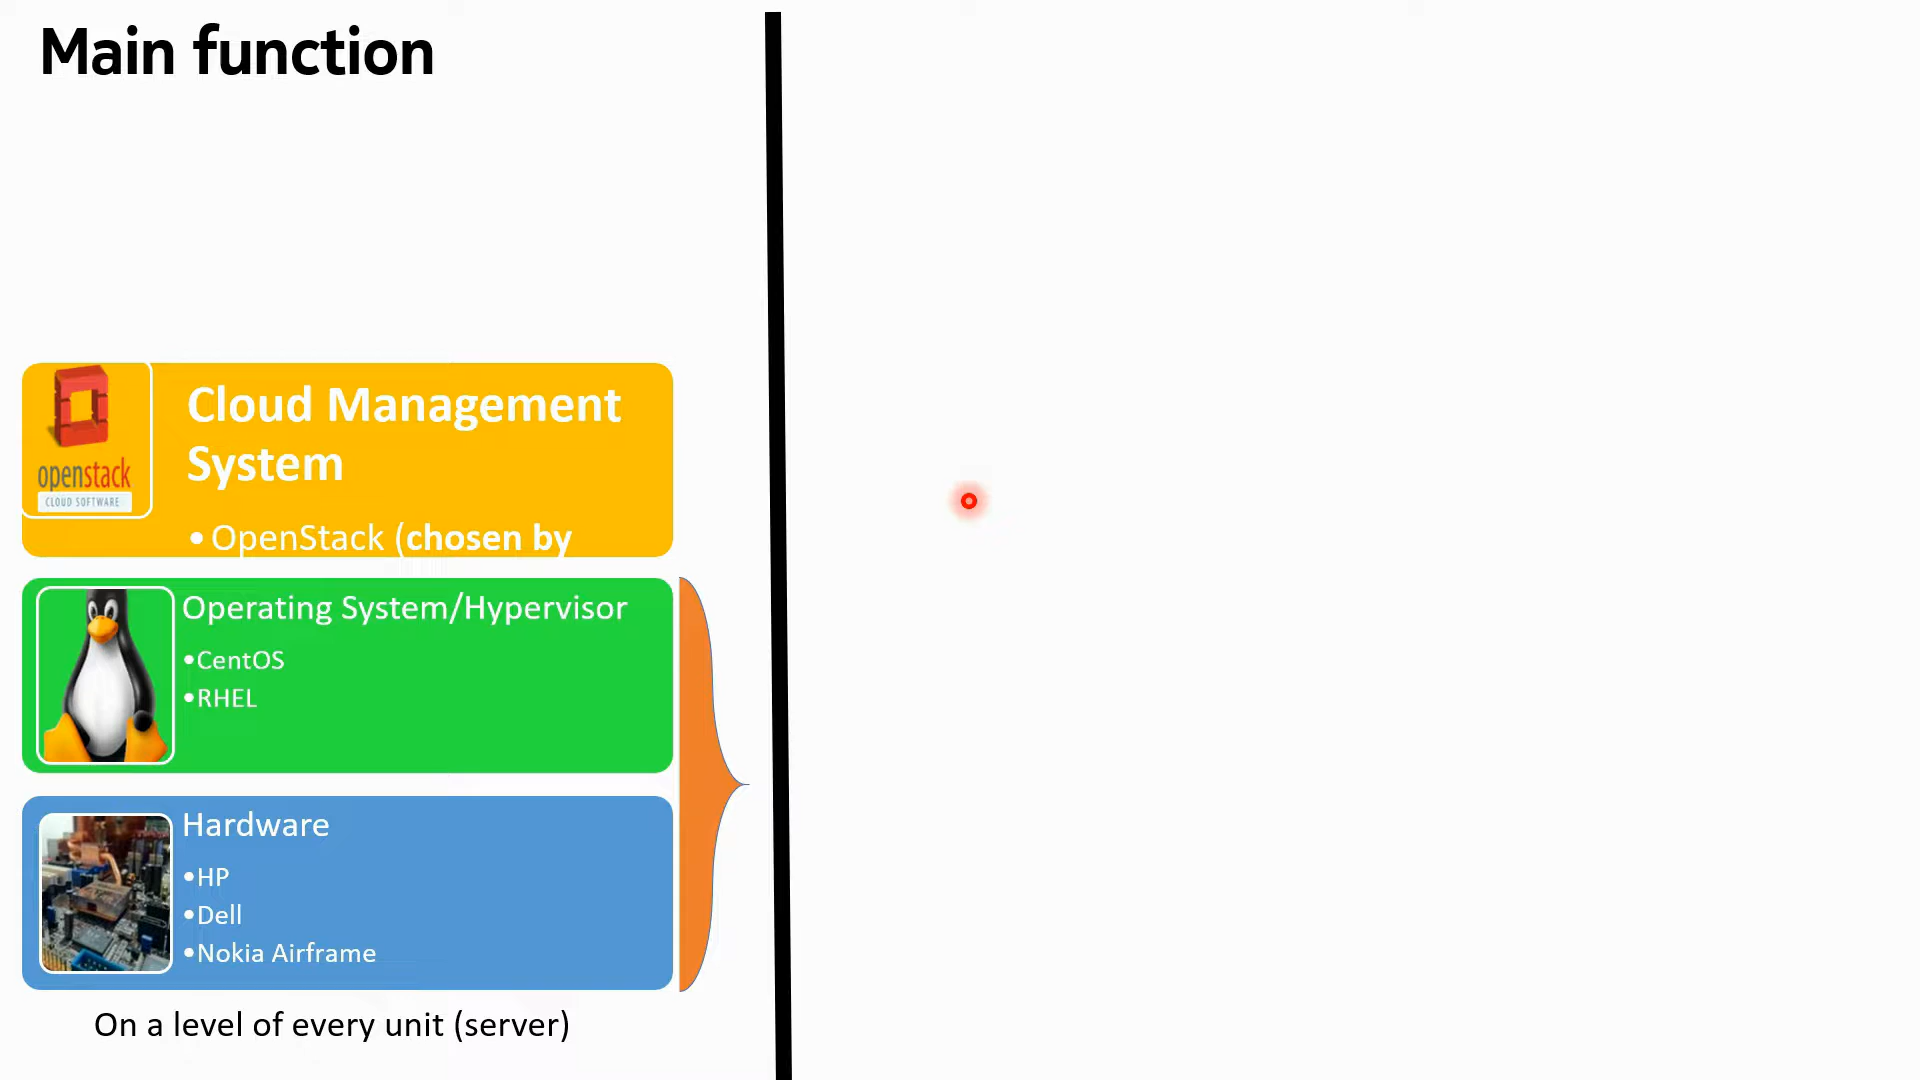 Main function
Cloud Management
System
openstack
CLOUD SOFTWARE
•OpenStack (chosen by
Operating System/Hypervisor
•CentOS
•RHEL
Hardware
•HP
•Dell
•Nokia Airframe
On a level of every unit (server)